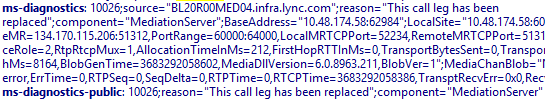 ms-diagnostics: 10026;source="BL20R00MED04.infra.lync.com";reason="This call leg has been
replaced";component="MediationServer";BaseAddress="10.48.174.58:62984";LocalSite="10.48.174.58:60
eMR=134.170.115.206:51312,PortRange=60000:64000,LocalMRTCPPort=52234,RemoteMRTCPPort=5131
ceRole=2,RtpRtcpMux=1,AllocationTimeInMs=212,FirstHopRTTInMs=0,TransportBytesSent=0,Transpor
hMs=8164,BlobGenTime=3683292058602,MediaDllVersion=6.0.8963.211,BlobVer=1";MediaChanBlob="N
error,ErrTime=0,RTPSeq=0,SeqDelta=0,RTPTime=0,RTCPTime=3683292058386,TransptRecvErr=0x0,Rec
ms-diagnostics-public: 10026;reason="This call leg has been replaced";component="MediationServer"